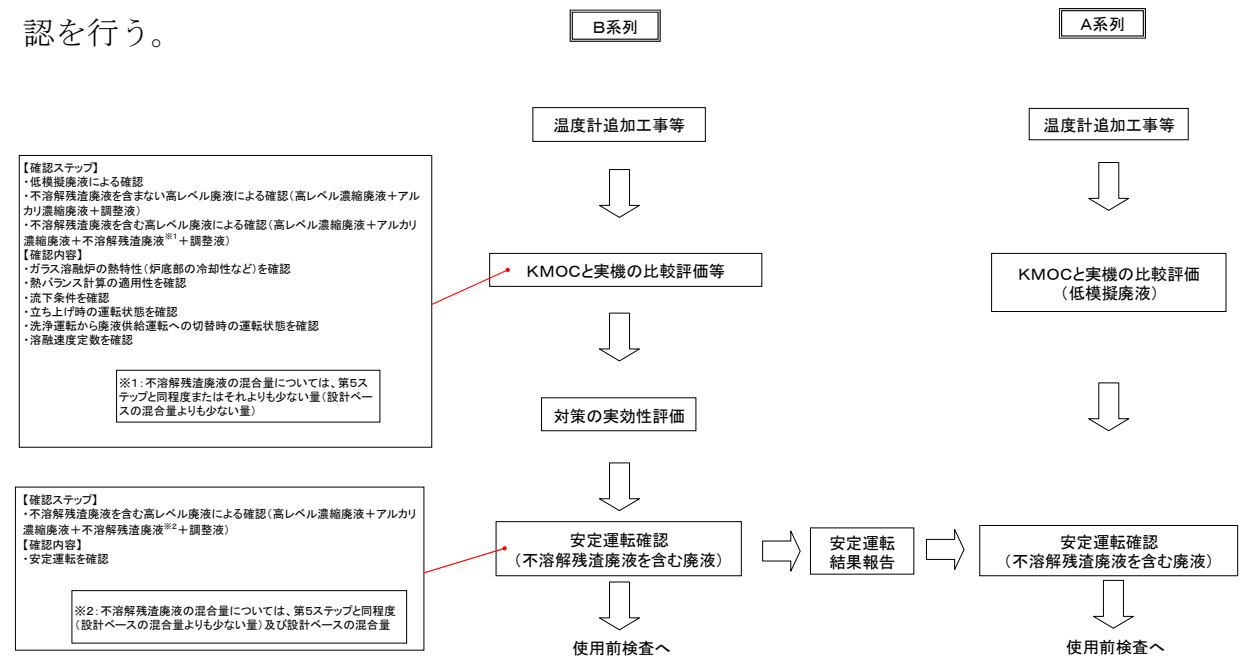 認を行う。
B系列
A系列
温度計追加工事等
温度計追加工事等
【確認ステップ】
・低模擬廃液による確認
・不溶解残渣廃液を含まない高レベル廃液による確認(高レベル濃縮廃液+アル
カリ濃縮廃液+調整液)
・不溶解残渣廃液を含む高レベル廃液による確認(高レベル濃縮廃液+アルカリ
濃縮廃液+不溶解残渣廃液※1+調整液)
【確認内容】
・ガラス溶融炉の熱特性(炉底部の冷却性など)を確認
・熱バランス計算の適用性を確認
・流下条件を確認
・立ち上げ時の運転状態を確認
・洗浄運転から廃液供給運転への切替時の運転状態を確認
・溶融速度定数を確認
※1:不溶解残渣廃液の混合量については、第5ス
テップと同程度またはそれよりも少ない量(設計ベー
スの混合量よりも少ない量)
KMOCと実機の比較評価等
KMOCと実機の比較評価
(低模擬廃液)
対策の実効性評価
【確認ステップ】
・不溶解残渣廃液を含む高レベル廃液による確認(高レベル濃縮廃液+アルカリ
濃縮廃液+不溶解残渣廃液※2+調整液)
【確認内容】
・安定運転を確認
※2:不溶解残渣廃液の混合量については、第5ステップと同程度
(設計ベースの混合量よりも少ない量)及び設計ベースの混合量
安定運転確認
(不溶解残渣廃液を含む廃液)
安定運転
結果報告
安定運転確認
(不溶解残渣廃液を含む廃液)
使用前検査へ
使用前検査へ